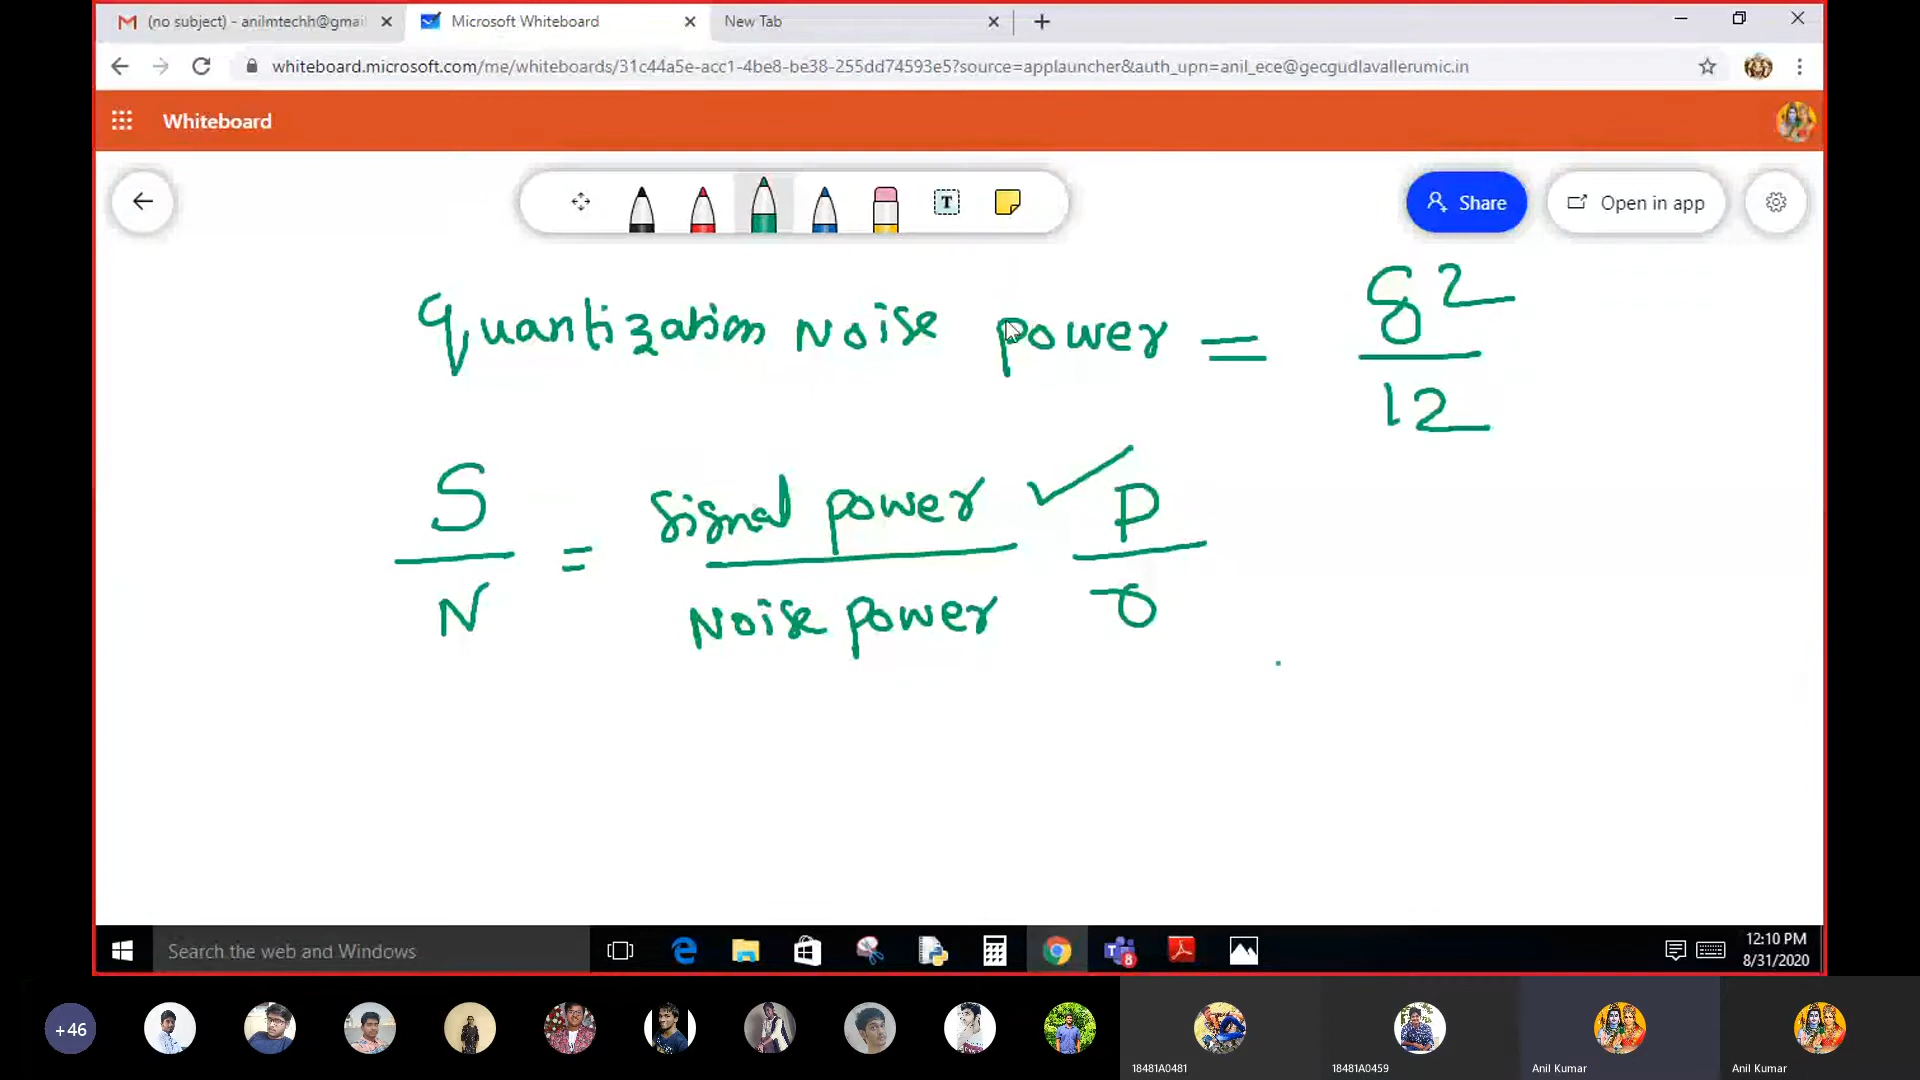 (no subject) - anilmtechh@gmai
Microsoft Whiteboard
New Tab
whiteboard.microsoft.com/me/whiteboards/31c44a5e-acc1-4be8-be38-255dd74593e5?source=applauncher&auth_upn=anil_ece@gecgudlavallerumic.in
Whiteboard
T
Share
Open in app
Quantization Noise power = δ²/12
S/N = signal power/Noise power ✓ P/σ
Search the web and Windows
8
12:10 PM
8/31/2020
+46
18481A0481
18481A0459
Anil Kumar
Anil Kumar